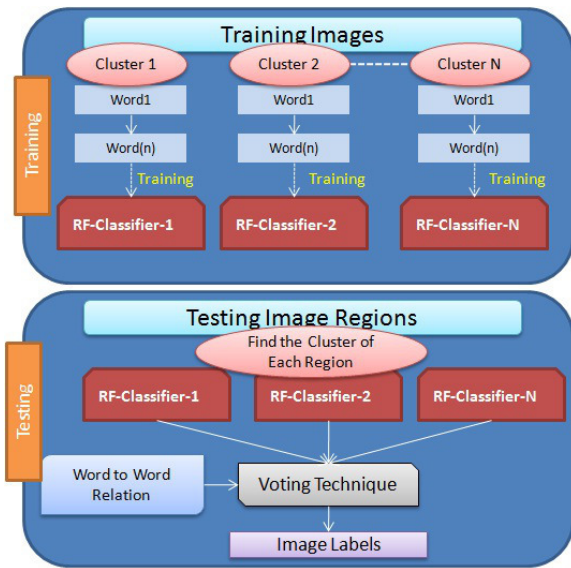 Training Images
Cluster 1
Cluster 2
Cluster N
Training
Word1
Word1
Word1
Word(n)
Word(n)
Word(n)
Training
Training
Training
RF-Classifier-1
RF-Classifier-2
RF-Classifier-N
Testing Image Regions
Find the Cluster of
Each Region
Testing
RF-Classifier-1
RF-Classifier-2
RF-Classifier-N
Word to Word
Relation
Voting Technique
Image Labels